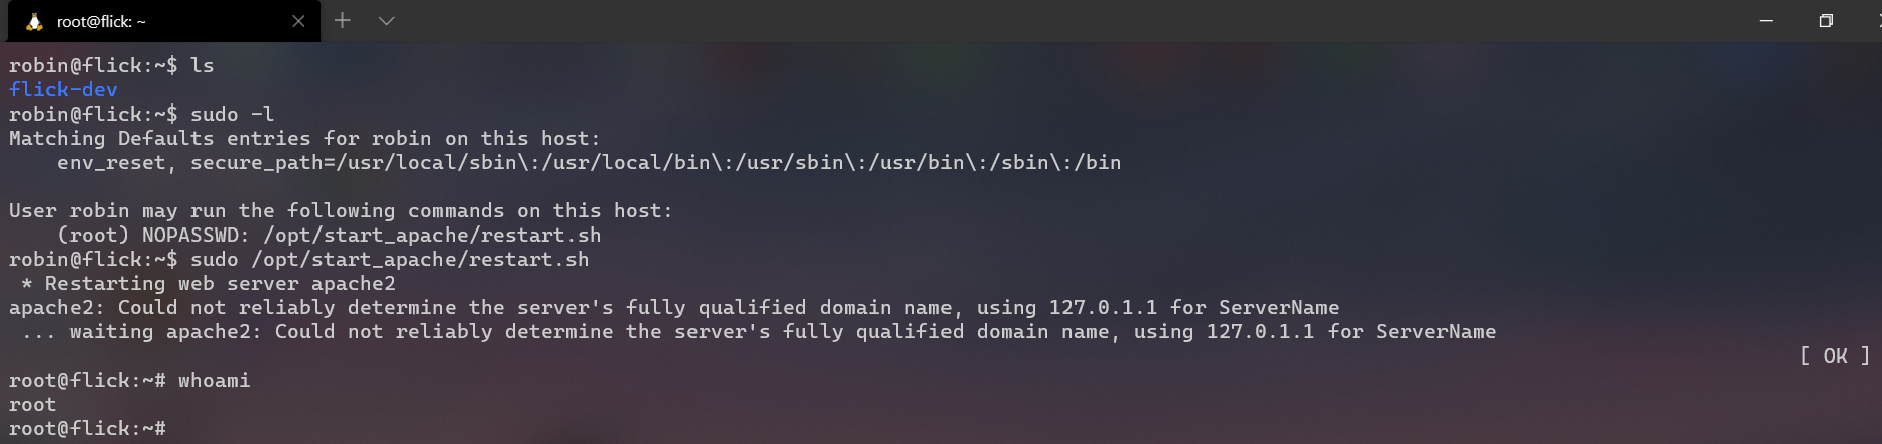 root@flick: ~
robin@flick:~$ ls
flick-dev
robin@flick:~$ sudo -l
Matching Defaults entries for robin on this host:
    env_reset, secure_path=/usr/local/sbin\:/usr/local/bin\:/usr/sbin\:/usr/bin\:/sbin\:/bin
User robin may run the following commands on this host:
    (root) NOPASSWD: /opt/start_apache/restart.sh
robin@flick:~$ sudo /opt/start_apache/restart.sh
 * Restarting web server apache2
apache2: Could not reliably determine the server's fully qualified domain name, using 127.0.1.1 for ServerName
 ... waiting apache2: Could not reliably determine the server's fully qualified domain name, using 127.0.1.1 for ServerName
[ OK ]
root@flick:~# whoami
root
root@flick:~#